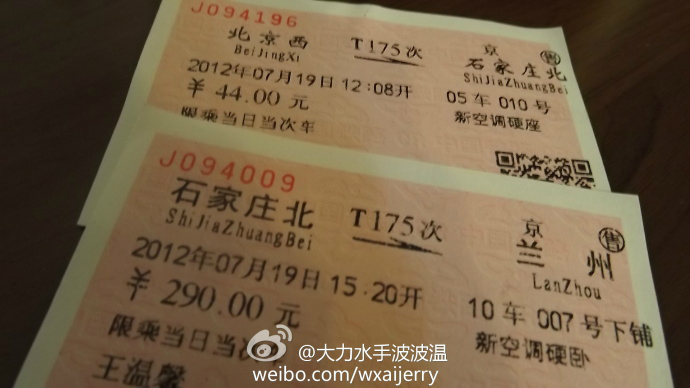 J094196
北京西 T175次 石家庄北
BeiJingXi ShiJiaZhuangBei
京 售
2012年07月19日12:08开 05车010号
¥44.00元 新空调硬座
限乘当日当次车
J094009
京 售
石家庄北 T175次 兰州
ShiJiaZhuangBei LanZhou
2012年07月19日15:20开 10车007号下铺
¥290.00元 新空调硬卧
限乘当日当
王温馨
@大力水手波波温
weibo.com/wxaijerry